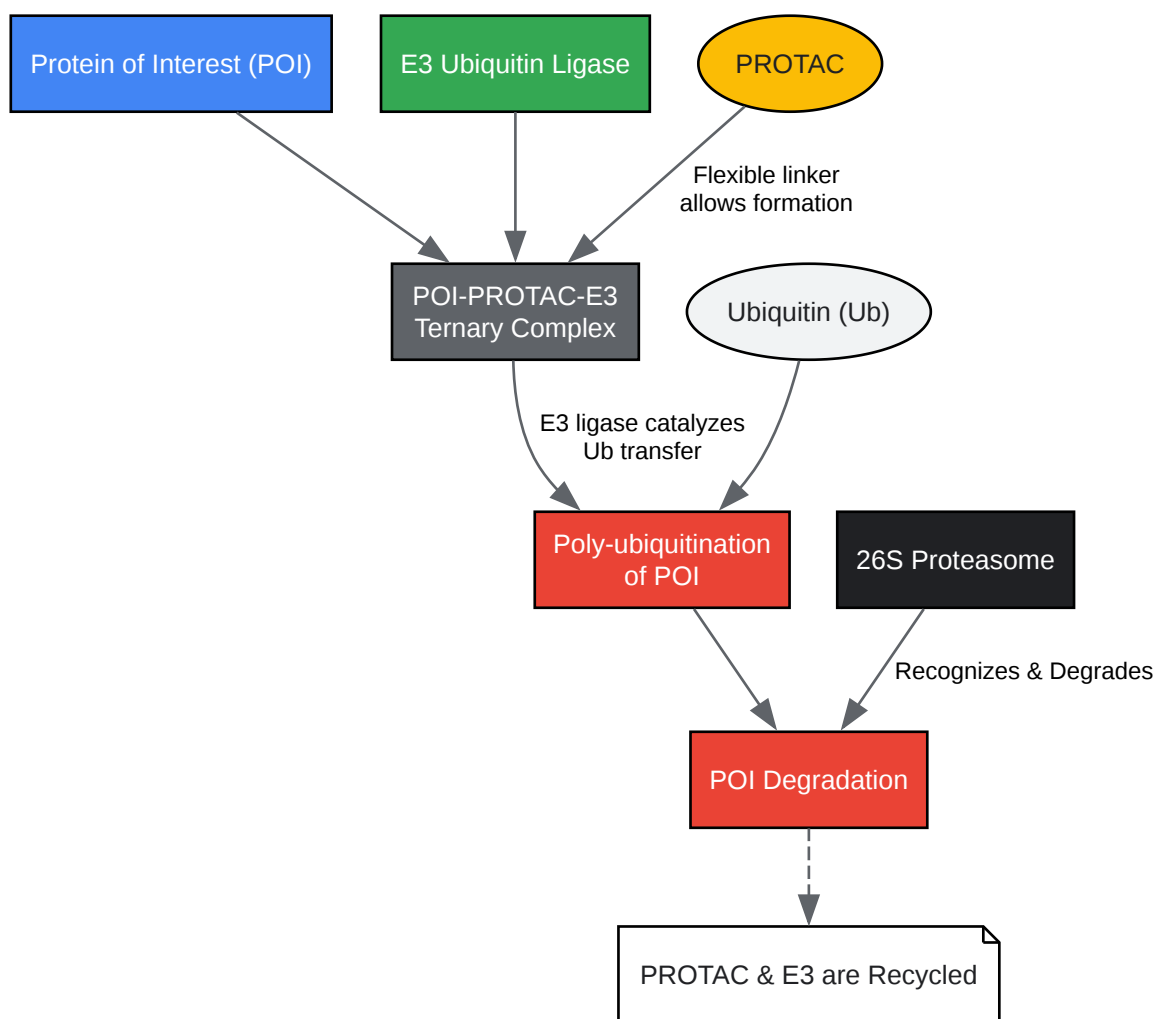 Protein of Interest (POI)
E3 Ubiquitin Ligase
PROTAC
Flexible linker
allows formation
POI-PROTAC-E3
Ternary Complex
Ubiquitin (Ub)
E3 ligase catalyzes
Ub transfer
Poly-ubiquitination
of POI
26S Proteasome
Recognizes & Degrades
POI Degradation
PROTAC & E3 are Recycled